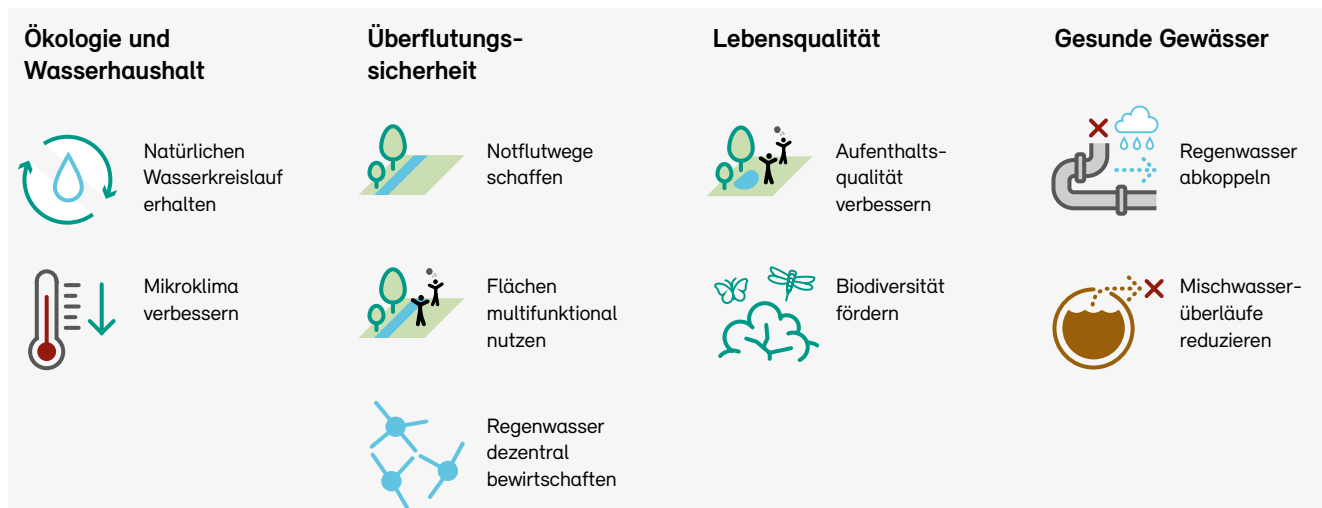 Ökologie und
Wasserhaushalt
Natürlichen
Wasserkreislauf
erhalten
Mikroklima
verbessern
Überflutungs-
sicherheit
Notflutwege
schaffen
Flächen
multifunktional
nutzen
Regenwasser
dezentral
bewirtschaften
Lebensqualität
Aufenthalts-
qualität
verbessern
Biodiversität
fördern
Gesunde Gewässer
Regenwasser
abkoppeln
Mischwasser-
überläufe
reduzieren